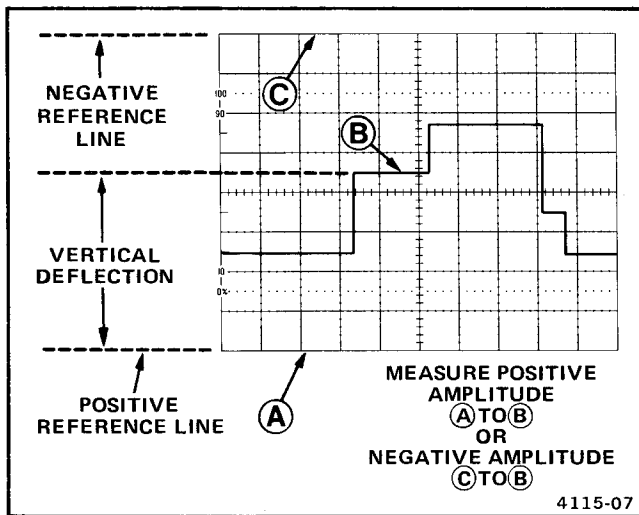 NEGATIVE
REFERENCE
LINE
C
100
90
B
VERTICAL
DEFLECTION
10
0%
POSITIVE
REFERENCE LINE
A
MEASURE POSITIVE
AMPLITUDE
A TO B
OR
NEGATIVE AMPLITUDE
C TO B
4115-07